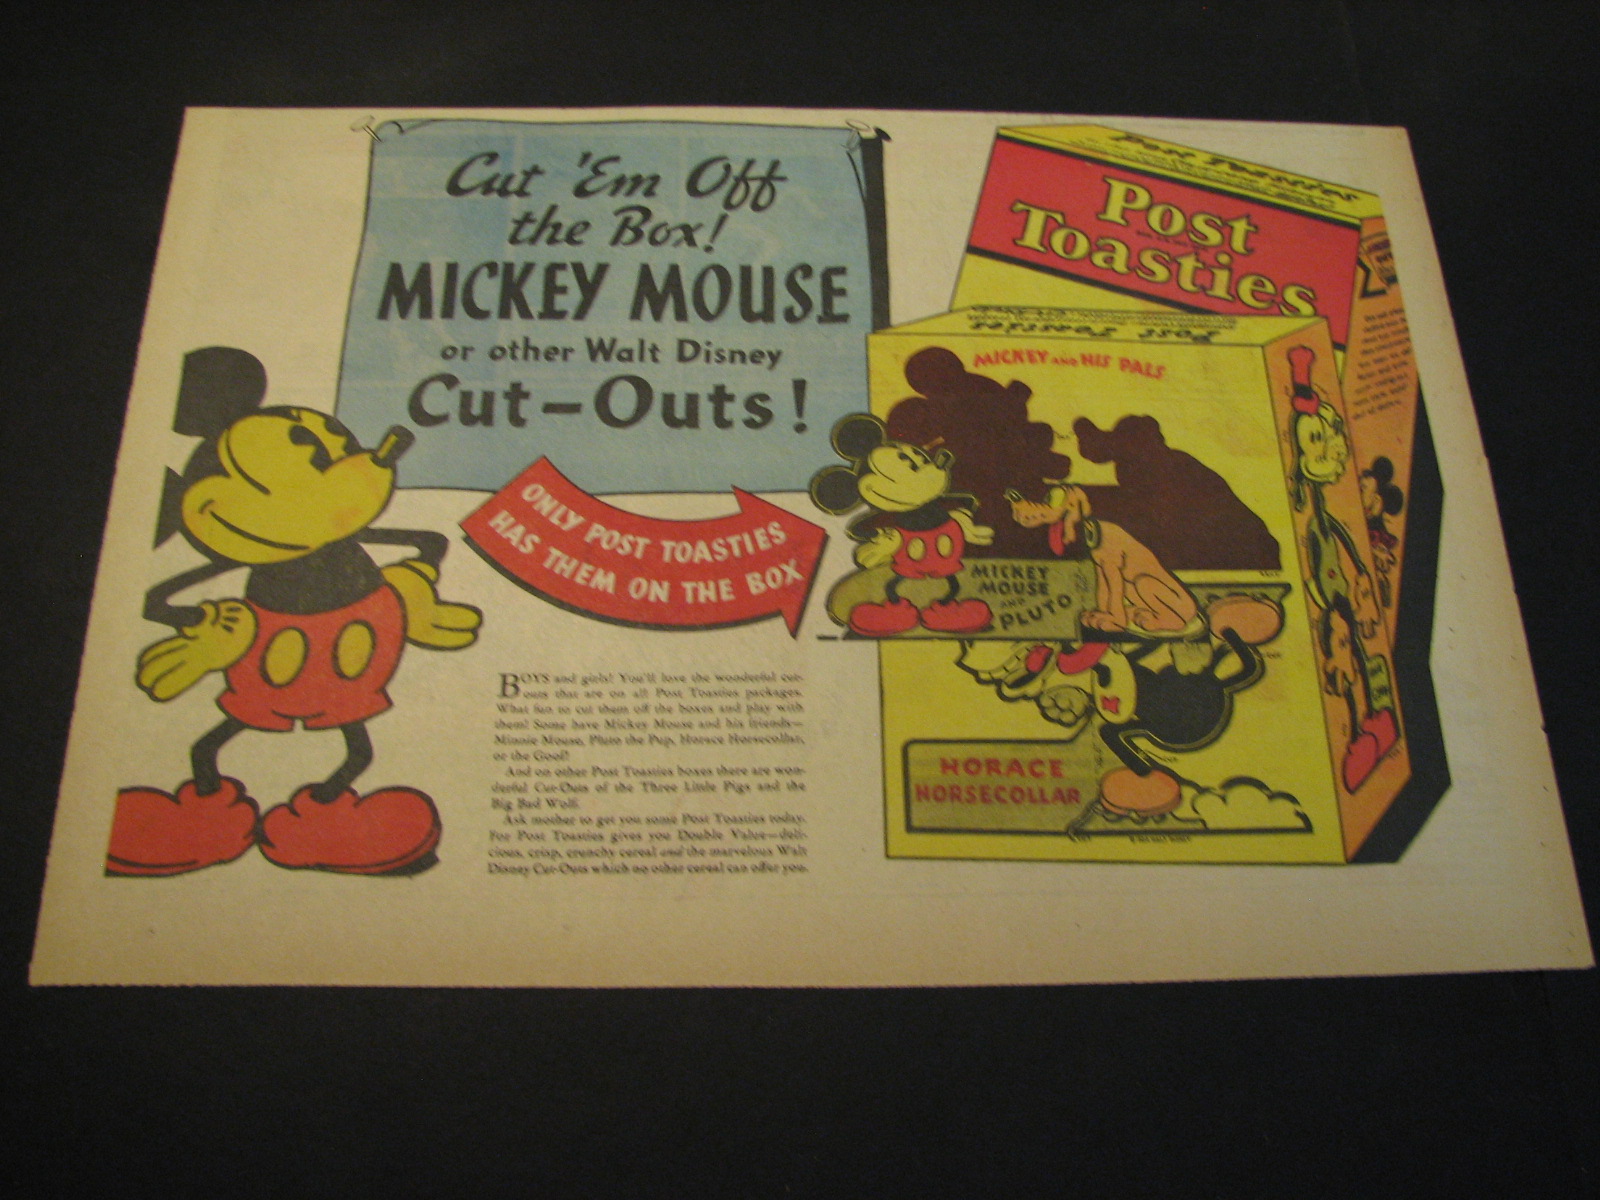 Cut 'Em Off
the Box!
MICKEY MOUSE
or other Walt Disney
Cut-Outs!
ONLY POST TOASTIES
HAS THEM ON THE BOX
BOYS and girls! You'll love the wonderful cut-
outs that are on all Post Toasties packages.
What fun to cut them off the boxes and play with
them! Some have Mickey Mouse and his friends—
Minnie Mouse, Pluto the Pup, Horace Horsecollar,
or the Goof!
And on other Post Toasties boxes there are won-
derful Cut-Outs of the Three Little Pigs and the
Big Bad Wolf.
Ask mother to get you some Post Toasties today.
For Post Toasties gives you Double Value—deli-
cious, crisp, crunchy cereal and the marvelous Walt
Disney Cut-Outs which no other cereal can offer you.
Post Toasties
Post
Toasties
Post Toasties
MICKEY AND HIS PALS
MICKEY
MOUSE
AND
PLUTO
HORACE
HORSECOLLAR